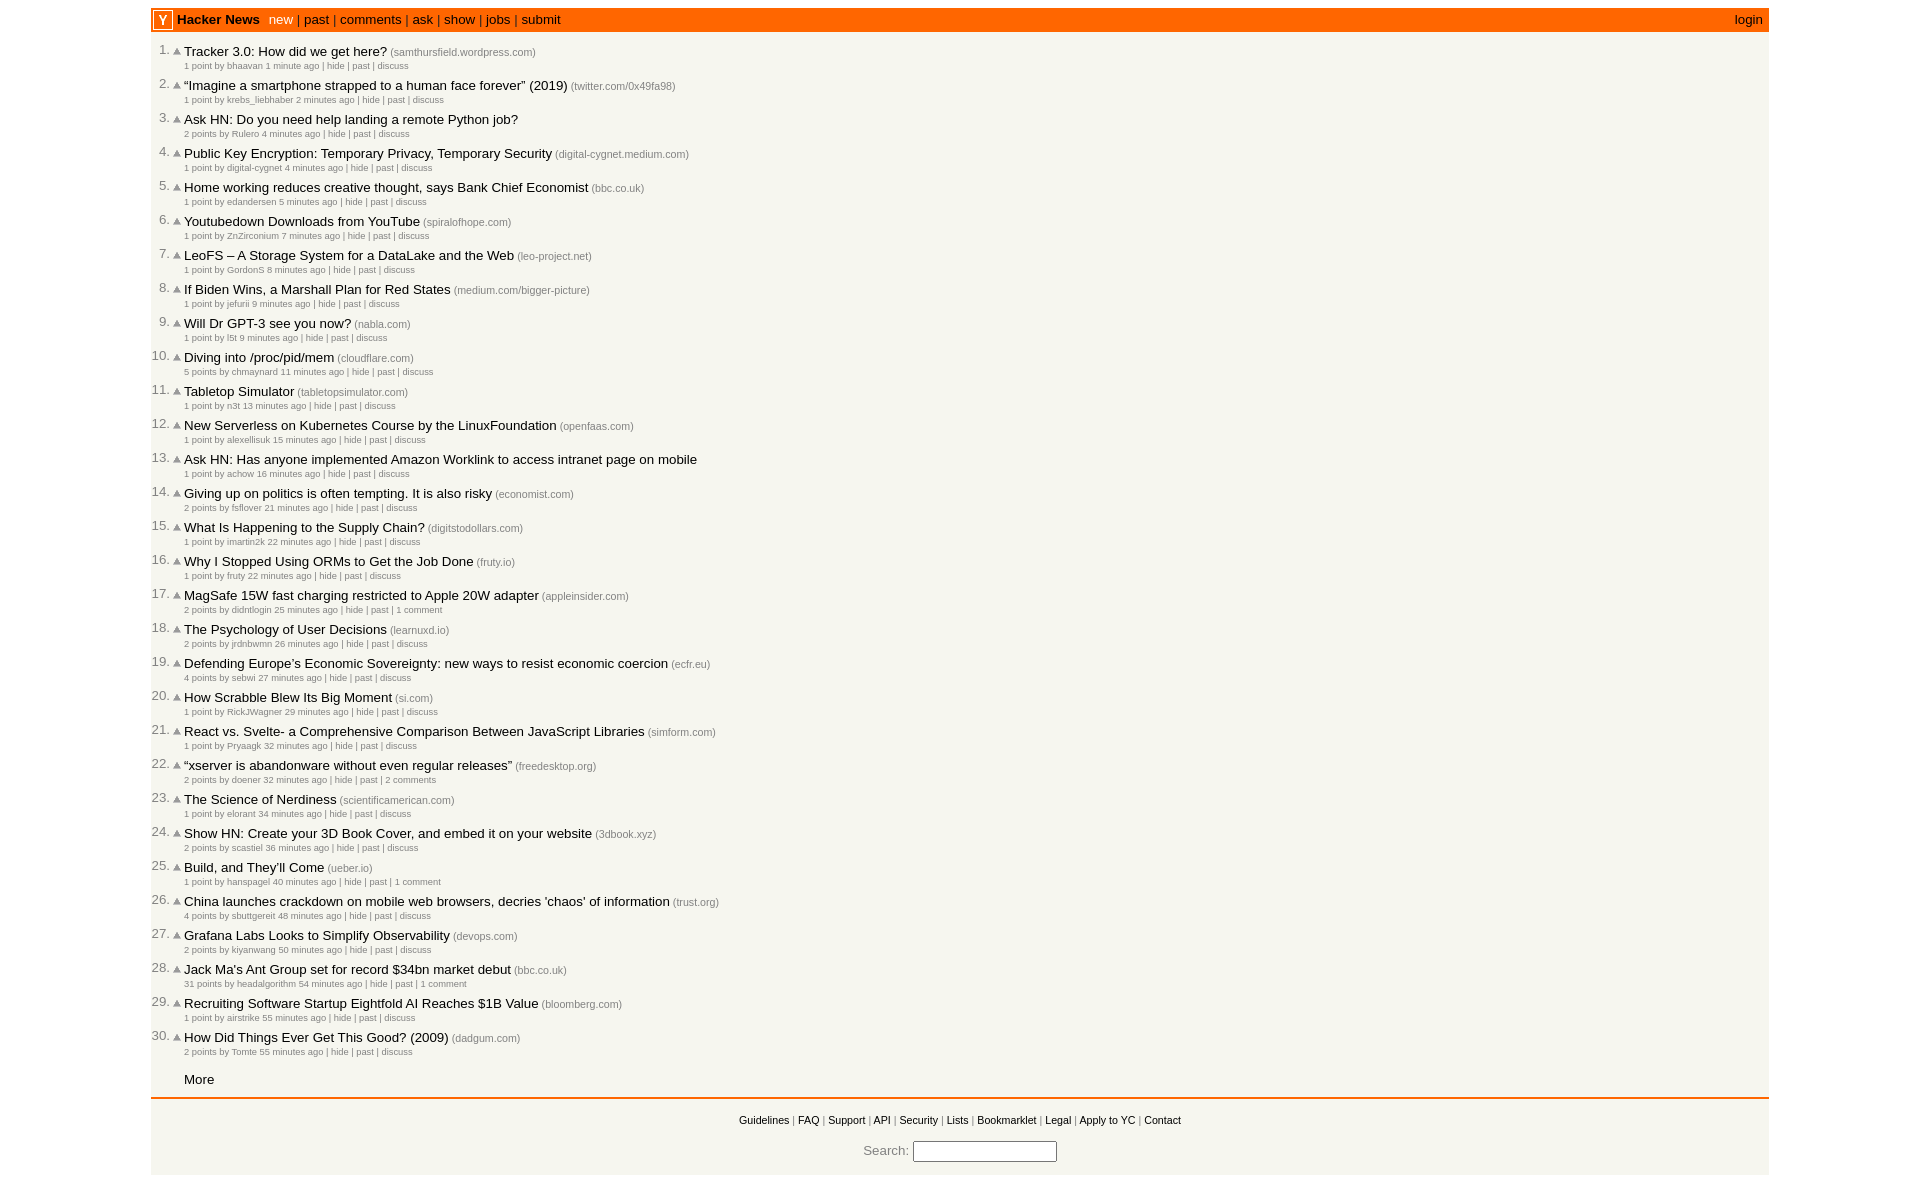 Y Hacker News new | past | comments | ask | show | jobs | submit login
1. Tracker 3.0: How did we get here? (samthursfield.wordpress.com)
1 point by bhaavan 1 minute ago | hide | past | discuss
2. “Imagine a smartphone strapped to a human face forever” (2019) (twitter.com/0x49fa98)
1 point by krebs_liebhaber 2 minutes ago | hide | past | discuss
3. Ask HN: Do you need help landing a remote Python job?
2 points by Rulero 4 minutes ago | hide | past | discuss
4. Public Key Encryption: Temporary Privacy, Temporary Security (digital-cygnet.medium.com)
1 point by digital-cygnet 4 minutes ago | hide | past | discuss
5. Home working reduces creative thought, says Bank Chief Economist (bbc.co.uk)
1 point by edandersen 5 minutes ago | hide | past | discuss
6. Youtubedown Downloads from YouTube (spiralofhope.com)
1 point by ZnZirconium 7 minutes ago | hide | past | discuss
7. LeoFS – A Storage System for a DataLake and the Web (leo-project.net)
1 point by GordonS 8 minutes ago | hide | past | discuss
8. If Biden Wins, a Marshall Plan for Red States (medium.com/bigger-picture)
1 point by jefurii 9 minutes ago | hide | past | discuss
9. Will Dr GPT-3 see you now? (nabla.com)
1 point by l5t 9 minutes ago | hide | past | discuss
10. Diving into /proc/pid/mem (cloudflare.com)
5 points by chmaynard 11 minutes ago | hide | past | discuss
11. Tabletop Simulator (tabletopsimulator.com)
1 point by n3t 13 minutes ago | hide | past | discuss
12. New Serverless on Kubernetes Course by the LinuxFoundation (openfaas.com)
1 point by alexellisuk 15 minutes ago | hide | past | discuss
13. Ask HN: Has anyone implemented Amazon Worklink to access intranet page on mobile
1 point by achow 16 minutes ago | hide | past | discuss
14. Giving up on politics is often tempting. It is also risky (economist.com)
2 points by fsflover 21 minutes ago | hide | past | discuss
15. What Is Happening to the Supply Chain? (digitstodollars.com)
1 point by imartin2k 22 minutes ago | hide | past | discuss
16. Why I Stopped Using ORMs to Get the Job Done (fruty.io)
1 point by fruty 22 minutes ago | hide | past | discuss
17. MagSafe 15W fast charging restricted to Apple 20W adapter (appleinsider.com)
2 points by didntlogin 25 minutes ago | hide | past | 1 comment
18. The Psychology of User Decisions (learnuxd.io)
2 points by jrdnbwmn 26 minutes ago | hide | past | discuss
19. Defending Europe’s Economic Sovereignty: new ways to resist economic coercion (ecfr.eu)
4 points by sebwi 27 minutes ago | hide | past | discuss
20. How Scrabble Blew Its Big Moment (si.com)
1 point by RickJWagner 29 minutes ago | hide | past | discuss
21. React vs. Svelte- a Comprehensive Comparison Between JavaScript Libraries (simform.com)
1 point by Pryaagk 32 minutes ago | hide | past | discuss
22. “xserver is abandonware without even regular releases” (freedesktop.org)
2 points by doener 32 minutes ago | hide | past | 2 comments
23. The Science of Nerdiness (scientificamerican.com)
1 point by elorant 34 minutes ago | hide | past | discuss
24. Show HN: Create your 3D Book Cover, and embed it on your website (3dbook.xyz)
2 points by scastiel 36 minutes ago | hide | past | discuss
25. Build, and They’ll Come (ueber.io)
1 point by hanspagel 40 minutes ago | hide | past | 1 comment
26. China launches crackdown on mobile web browsers, decries 'chaos' of information (trust.org)
4 points by sbuttgereit 48 minutes ago | hide | past | discuss
27. Grafana Labs Looks to Simplify Observability (devops.com)
2 points by kiyanwang 50 minutes ago | hide | past | discuss
28. Jack Ma's Ant Group set for record $34bn market debut (bbc.co.uk)
31 points by headalgorithm 54 minutes ago | hide | past | 1 comment
29. Recruiting Software Startup Eightfold AI Reaches $1B Value (bloomberg.com)
1 point by airstrike 55 minutes ago | hide | past | discuss
30. How Did Things Ever Get This Good? (2009) (dadgum.com)
2 points by Tomte 55 minutes ago | hide | past | discuss
More
Guidelines | FAQ | Support | API | Security | Lists | Bookmarklet | Legal | Apply to YC | Contact
Search: